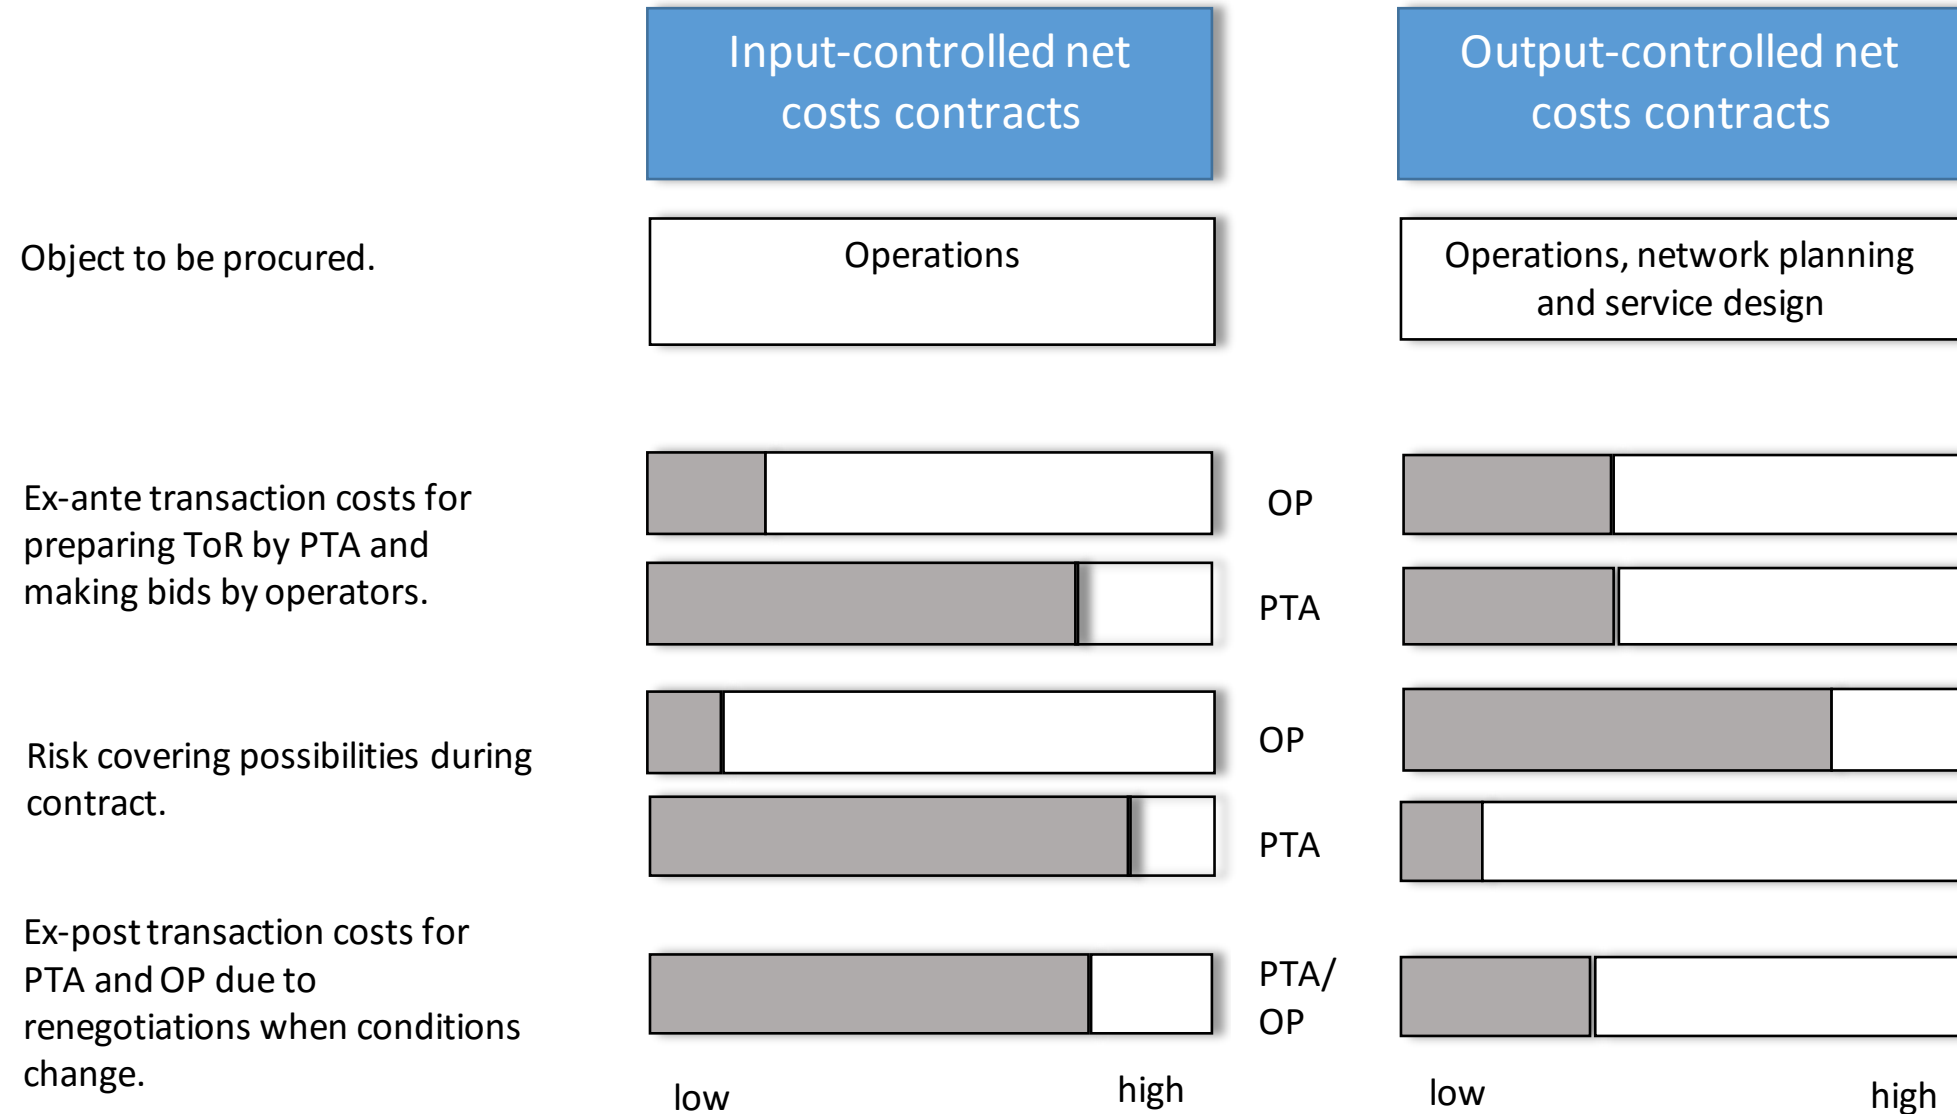 Input-controlled net
costs contracts
Output-controlled net
costs contracts
Object to be procured.
Operations
Operations, network planning
and service design
Ex-ante transaction costs for
preparing ToR by PTA and
making bids by operators.
OP
PTA
Risk covering possibilities during
contract.
OP
PTA
Ex-post transaction costs for
PTA and OP due to
renegotiations when conditions
change.
PTA/
OP
low
high
low
high